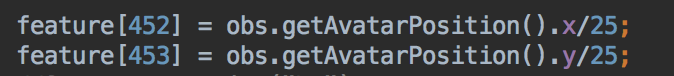 feature[452] = obs.getAvatarPosition().x/25;
feature[453] = obs.getAvatarPosition().y/25;